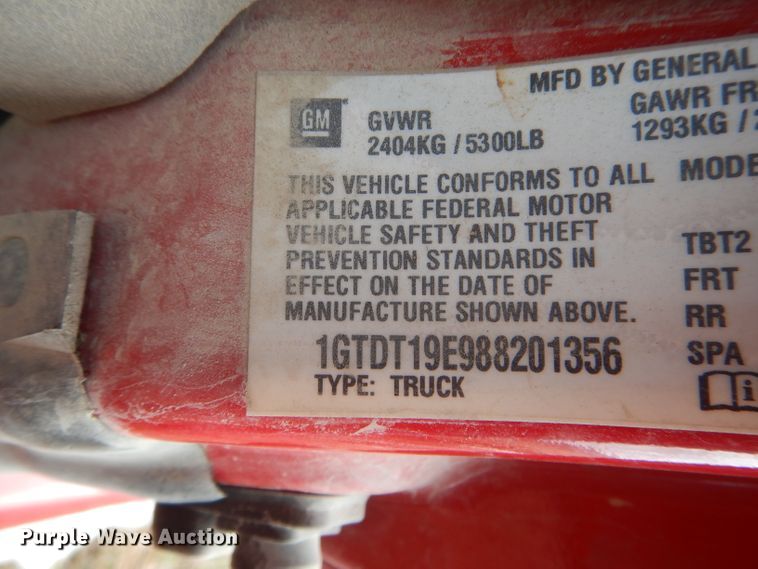 MFD BY GENERAL
GM
GVWR
GAWR FR
2404KG / 5300LB
1293KG /
THIS VEHICLE CONFORMS TO ALL
APPLICABLE FEDERAL MOTOR
VEHICLE SAFETY AND THEFT
PREVENTION STANDARDS IN
EFFECT ON THE DATE OF
MANUFACTURE SHOWN ABOVE.
1GTDT19E988201356
TYPE: TRUCK
MODE
TBT2
FRT
RR
SPA
i
Purple Wave Auction®